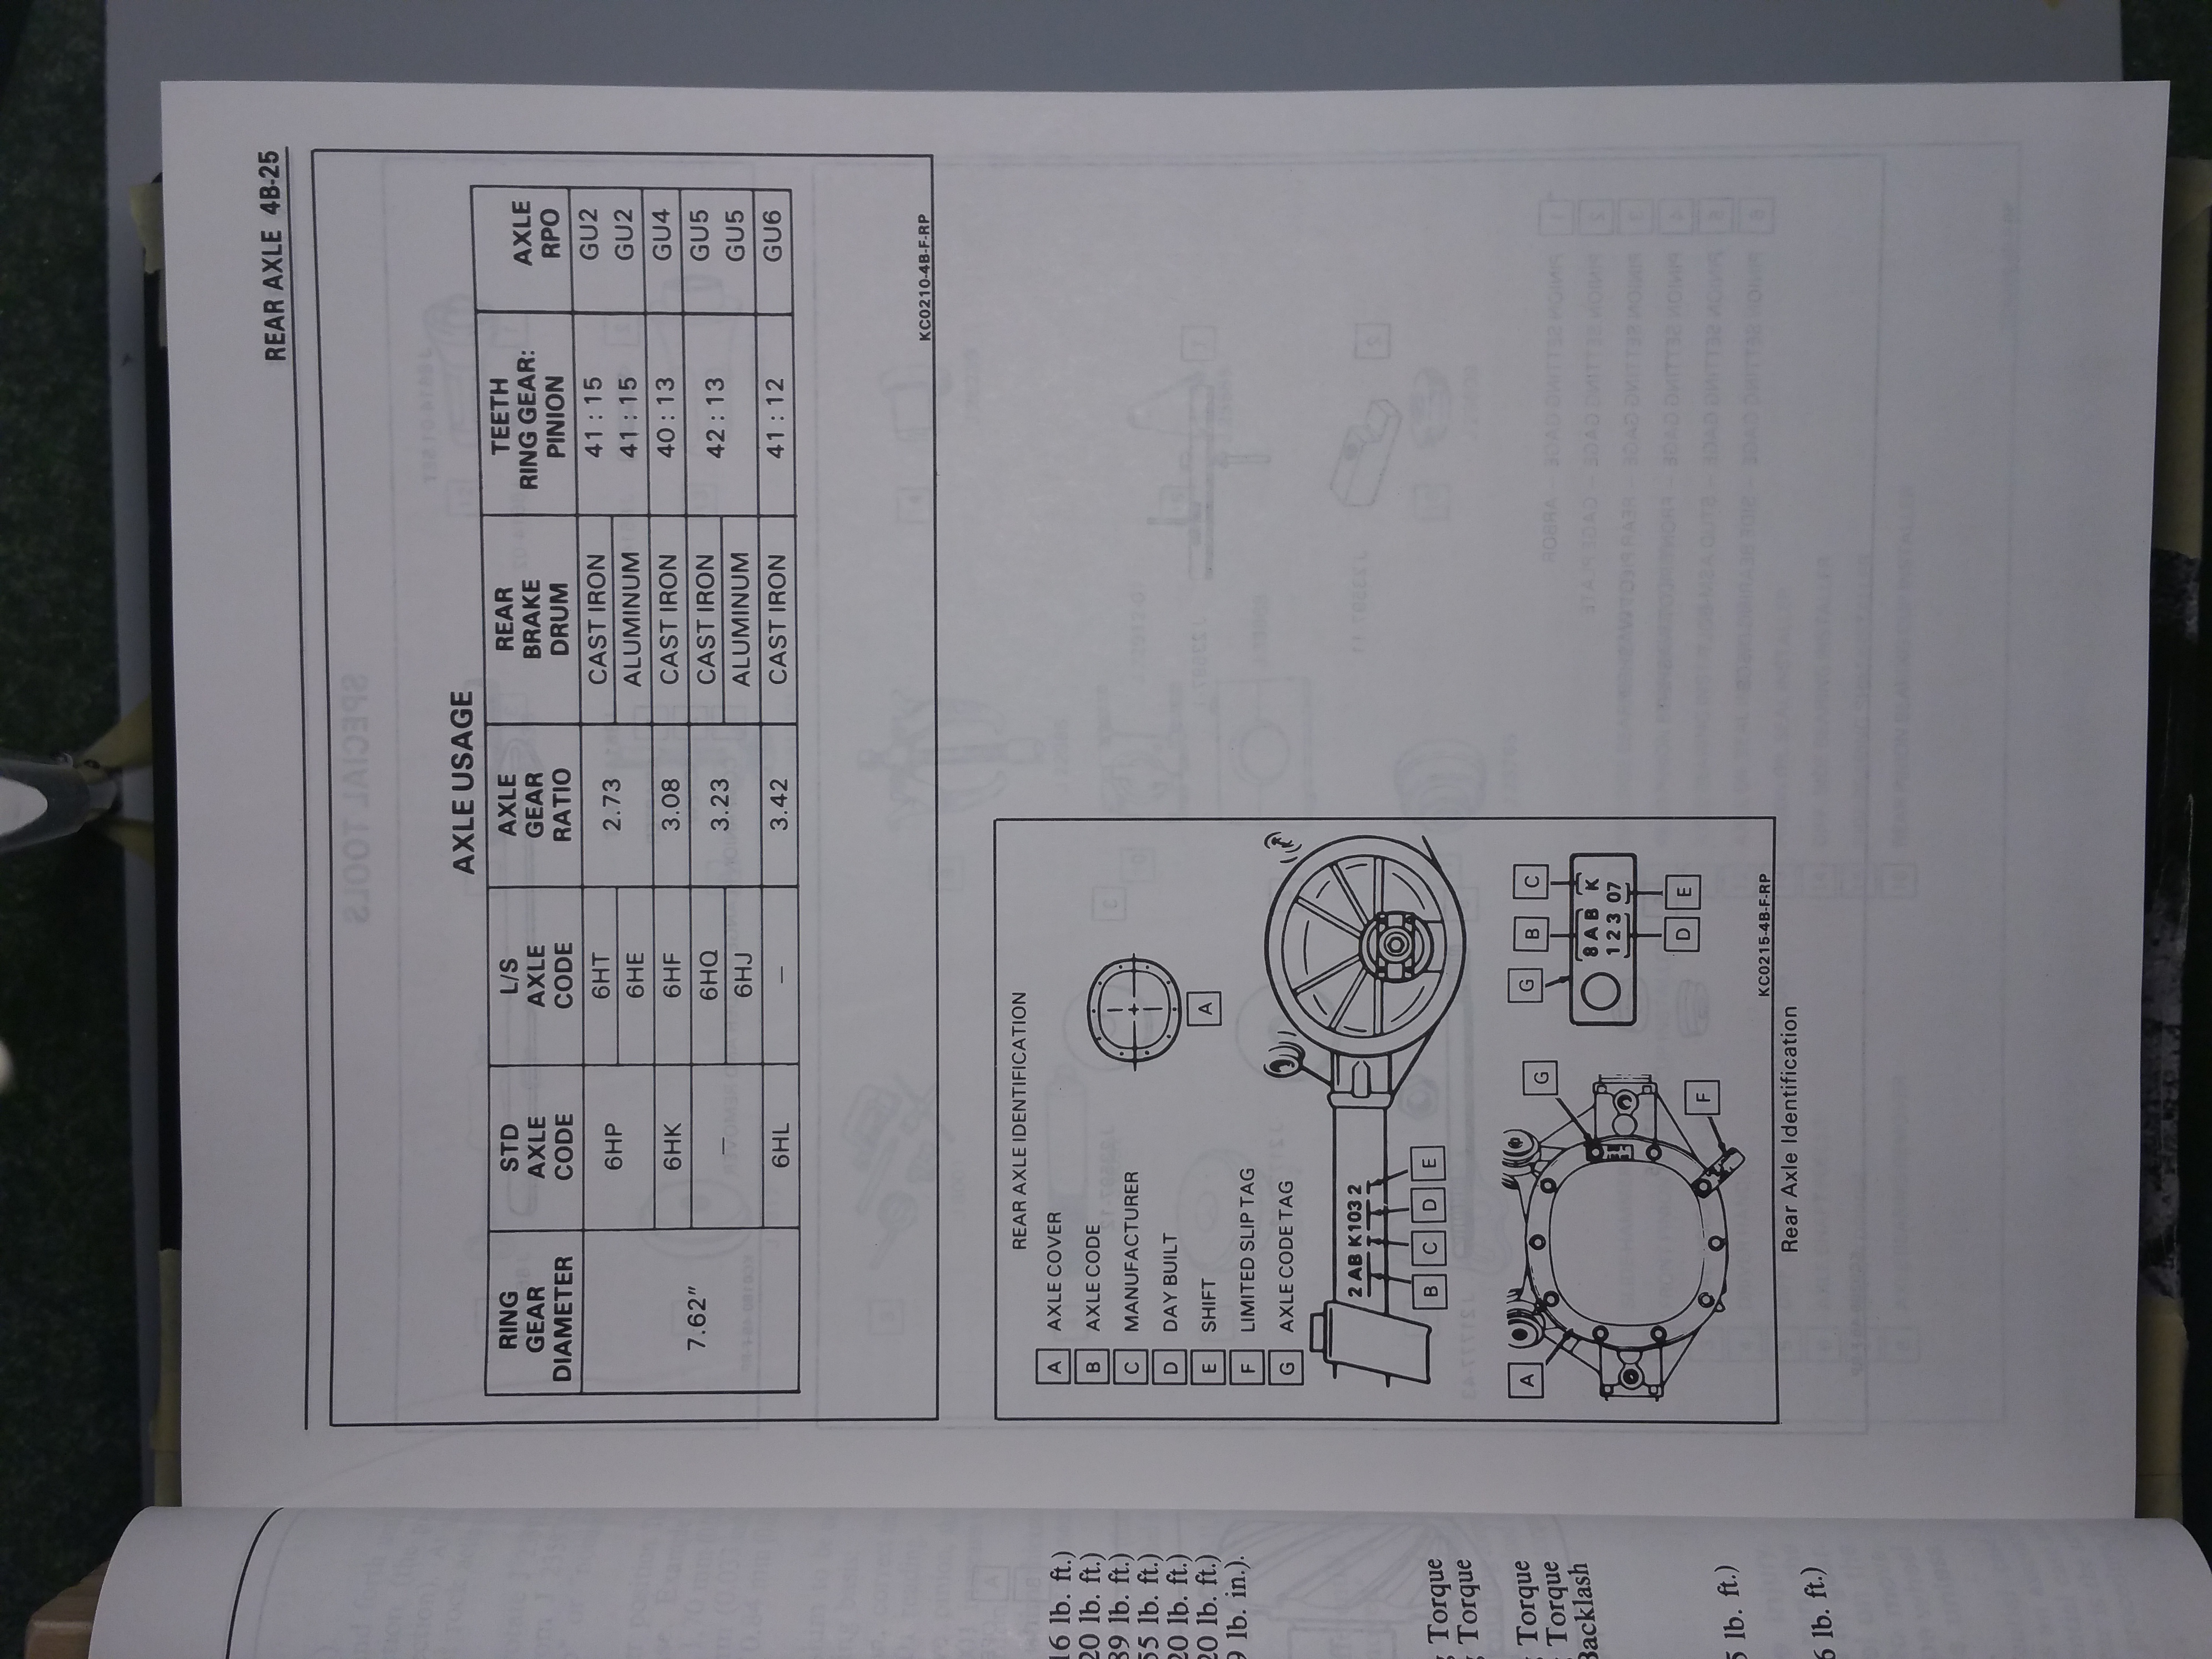 REAR AXLE 4B-25
AXLE USAGE
RING GEAR DIAMETER | STD AXLE CODE | L/S AXLE CODE | AXLE GEAR RATIO | REAR BRAKE DRUM | TEETH RING GEAR: PINION | AXLE RPO
7.62" | 6HP | 6HT | 2.73 | CAST IRON | 41 : 15 | GU2
6HE | ALUMINUM | 41 : 15 | GU2
6HK | 6HF | 3.08 | CAST IRON | 40 : 13 | GU4
— | 6HQ | 3.23 | CAST IRON | 42 : 13 | GU5
6HJ | ALUMINUM | GU5
6HL | — | 3.42 | CAST IRON | 41 : 12 | GU6
KC0210-4B-F-RP
REAR AXLE IDENTIFICATION
A AXLE COVER
B AXLE CODE
C MANUFACTURER
D DAY BUILT
E SHIFT
F LIMITED SLIP TAG
G AXLE CODE TAG
A
2 AB K 103 2
B C D E
A G F
G B C
8 A B K
1 2 3 07
D E
KC0215-4B-F-RP
Rear Axle Identification
16 lb. ft.)
20 lb. ft.)
39 lb. ft.)
55 lb. ft.)
20 lb. ft.)
20 lb. ft.)
9 lb. in.).
Torque
Torque
Torque
Torque
Backlash
5 lb. ft.)
lb. ft.)